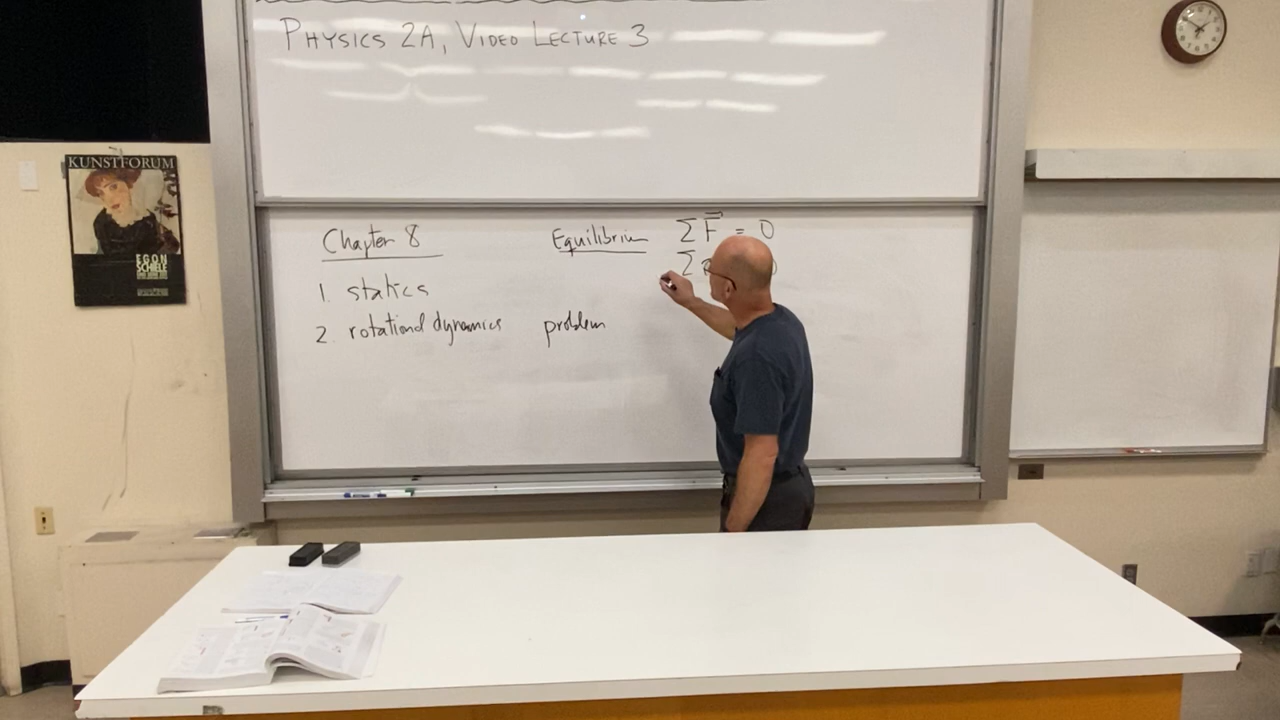 PHYSICS 2A, VIDEO LECTURE 3
KUNSTFORUM
EGON
SCHIELE
Chapter 8
1. statics
2. rotational dynamics problem
Equilibrium ΣF⃗ = 0
Σ